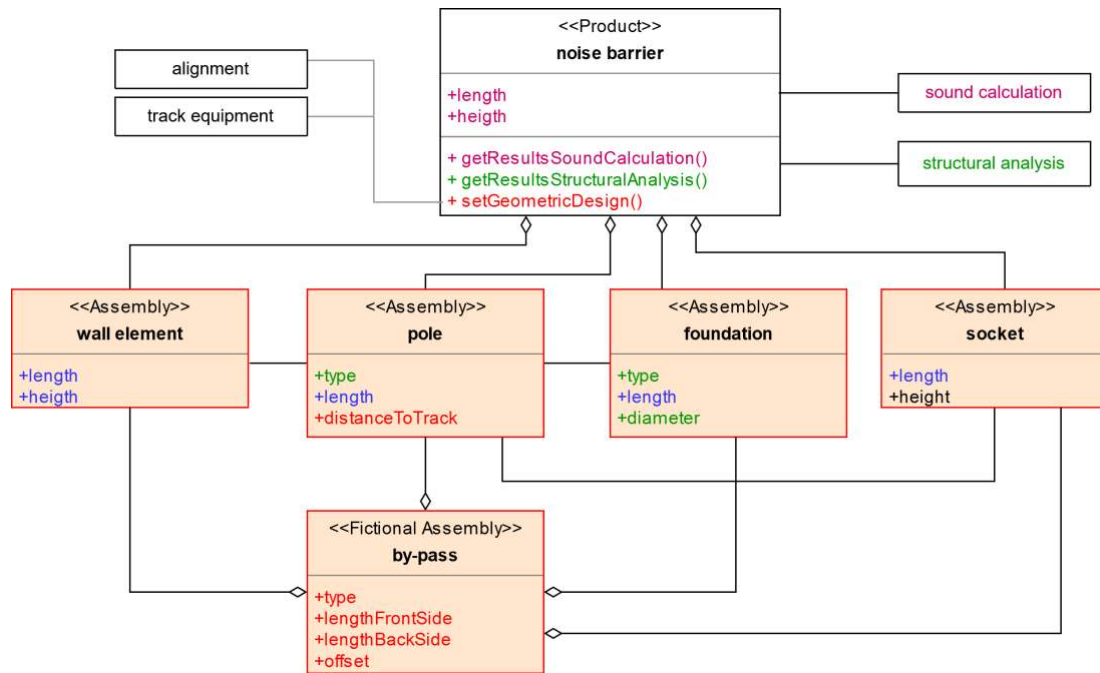 <<Product>>
noise barrier
+length
+heigth
+ getResultsSoundCalculation()
+ getResultsStructuralAnalysis()
+ setGeometricDesign()
alignment
track equipment
sound calculation
structural analysis
<<Assembly>>
wall element
+length
+heigth
<<Assembly>>
pole
+type
+length
+distanceToTrack
<<Assembly>>
foundation
+type
+length
+diameter
<<Assembly>>
socket
+length
+height
<<Fictional Assembly>>
by-pass
+type
+lengthFrontSide
+lengthBackSide
+offset